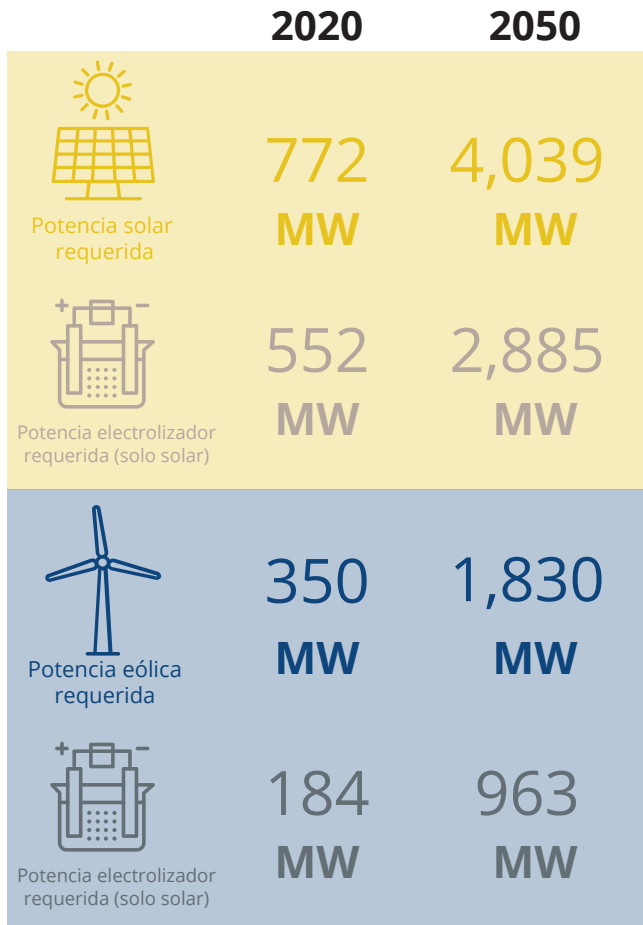 2020 2050
772 4,039
MW MW
Potencia solar
requerida
+ −
552 2,885
MW MW
Potencia electrolizador
requerida (solo solar)
350 1,830
MW MW
Potencia eólica
requerida
+ −
184 963
MW MW
Potencia electrolizador
requerida (solo solar)